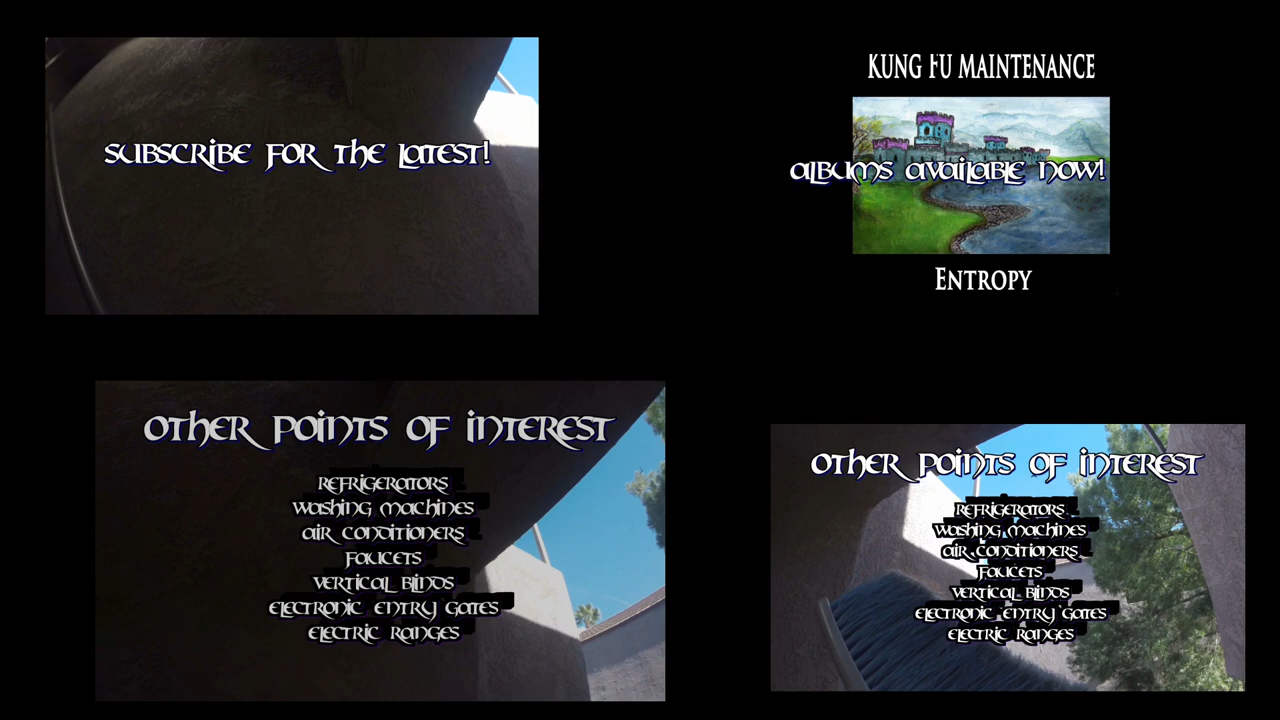 SUBSCRIBE FOR THE LATEST!
KUNG FU MAINTENANCE
ALBUMS AVAILABLE NOW!
ENTROPY
OTHER POINTS OF INTEREST
REFRIGERATORS
WASHING MACHINES
AIR CONDITIONERS
FAUCETS
VERTICAL BLINDS
ELECTRONIC ENTRY GATES
ELECTRIC RANGES
OTHER POINTS OF INTEREST
REFRIGERATORS
WASHING MACHINES
AIR CONDITIONERS
FAUCETS
VERTICAL BLINDS
ELECTRONIC ENTRY GATES
ELECTRIC RANGES